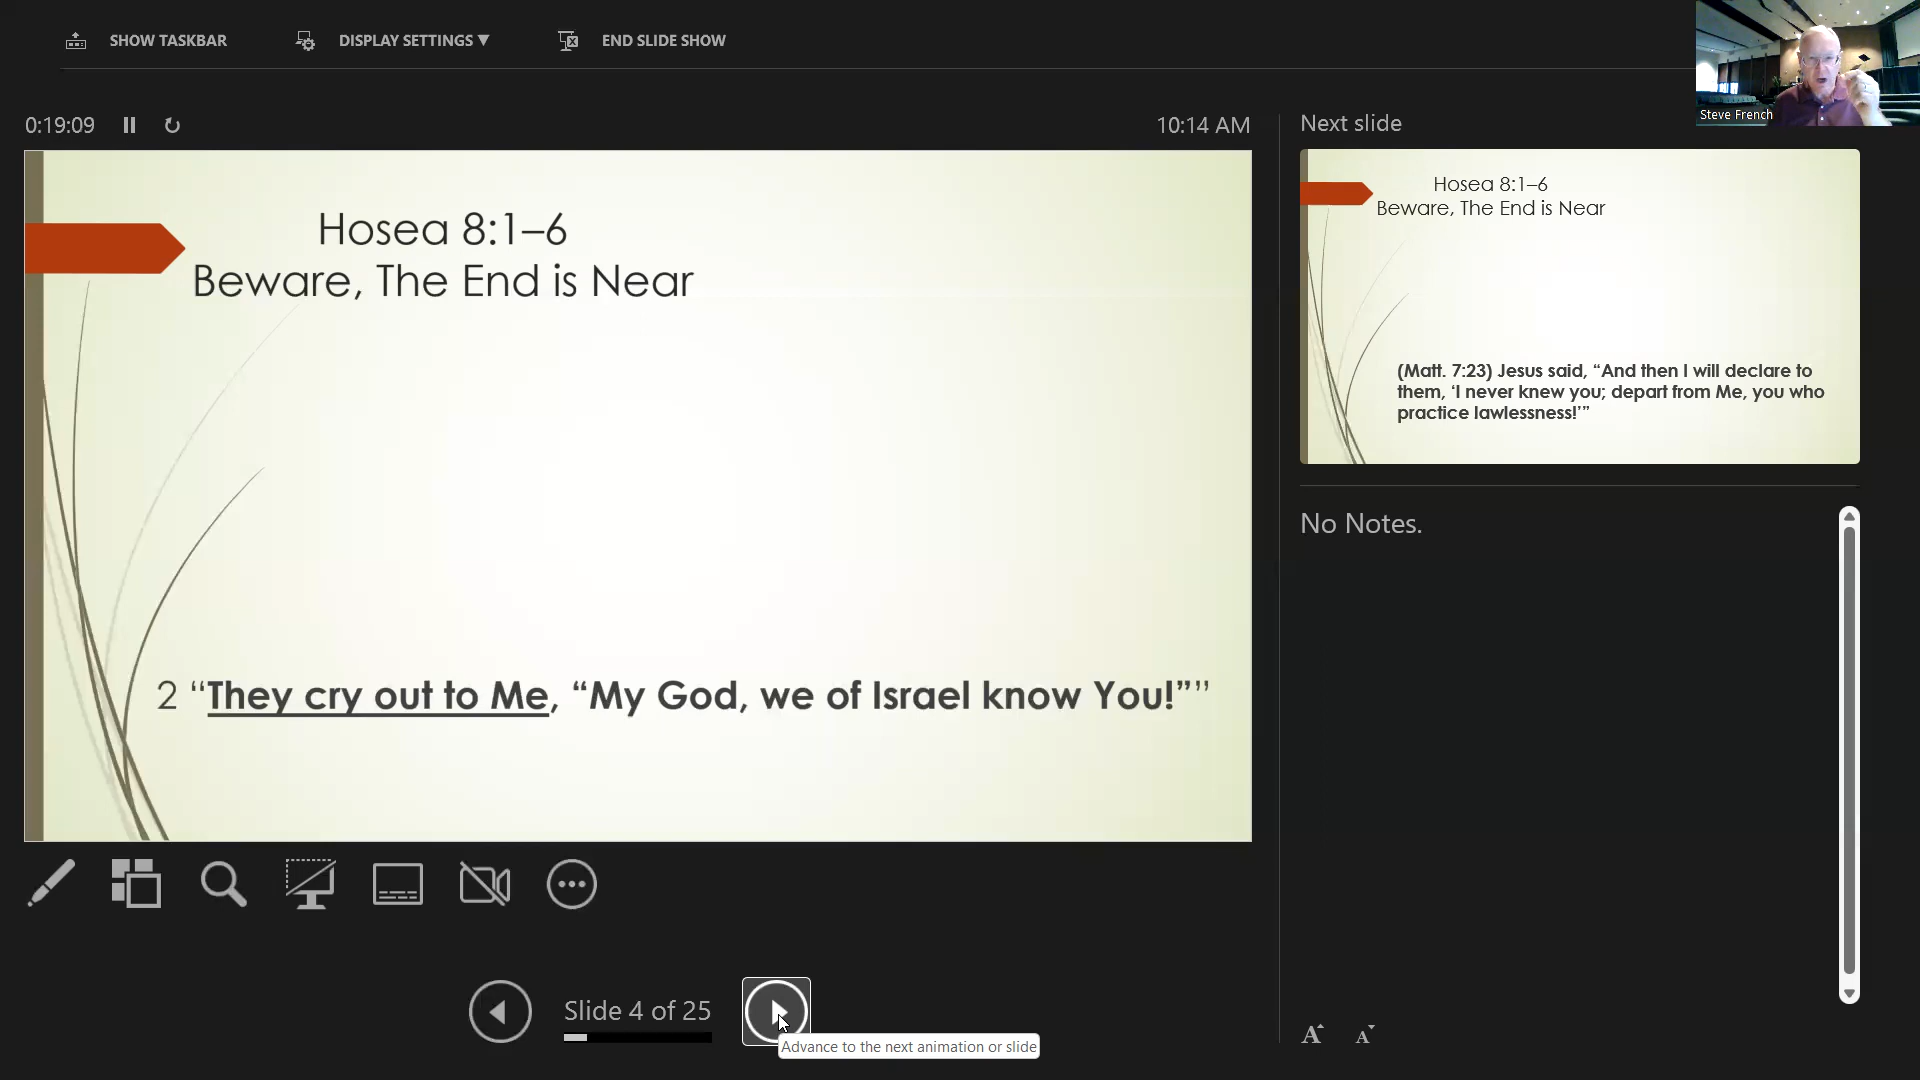 SHOW TASKBAR
DISPLAY SETTINGS ▼
END SLIDE SHOW
Steve French
0:19:09
10:14 AM
Next slide
Hosea 8:1–6
Beware, The End is Near
2 “They cry out to Me, “My God, we of Israel know You!””
Hosea 8:1–6
Beware, The End is Near
(Matt. 7:23) Jesus said, “And then I will declare to
them, ‘I never knew you; depart from Me, you who
practice lawlessness!’”
No Notes.
Slide 4 of 25
Advance to the next animation or slide
A
A